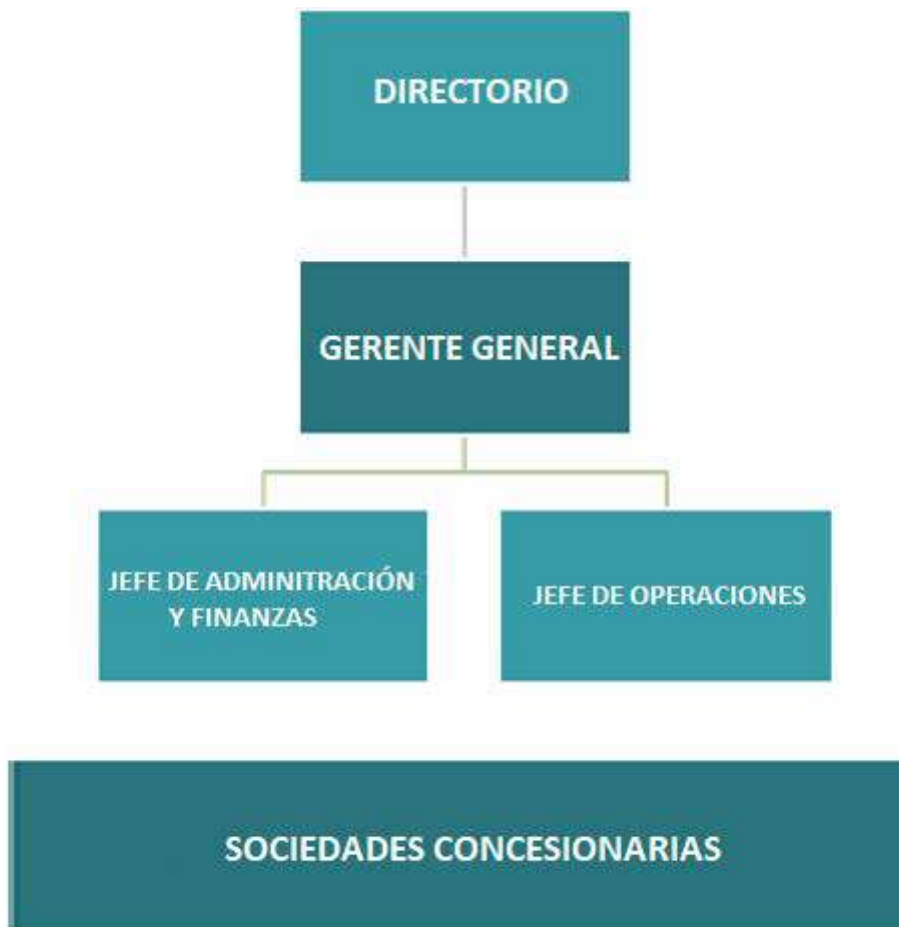 DIRECTORIO
GERENTE GENERAL
JEFE DE ADMINITRACIÓN
Y FINANZAS
JEFE DE OPERACIONES
SOCIEDADES CONCESIONARIAS